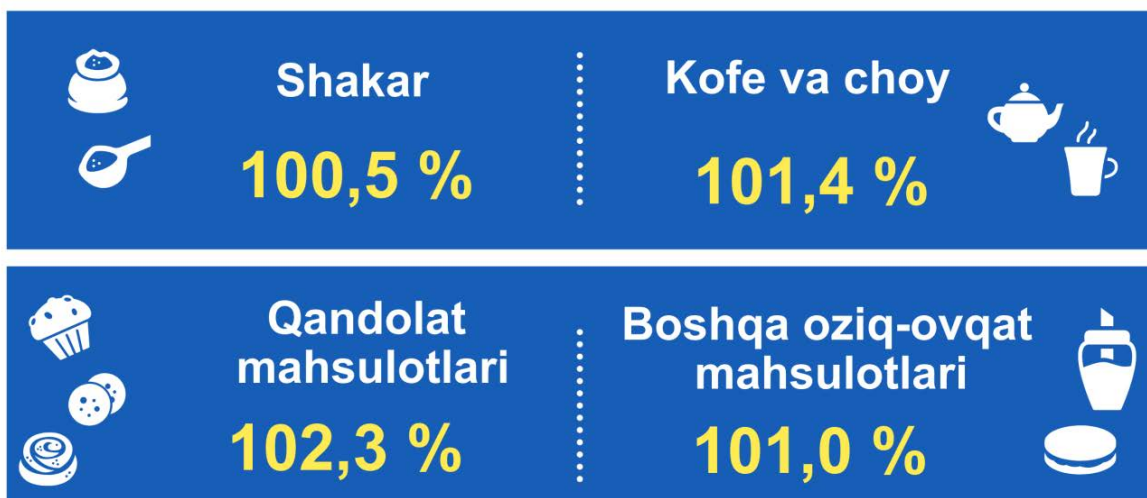 Shakar
100,5 %
Kofe va choy
101,4 %
Qandolat
mahsulotlari
102,3 %
Boshqa oziq-ovqat
mahsulotlari
101,0 %